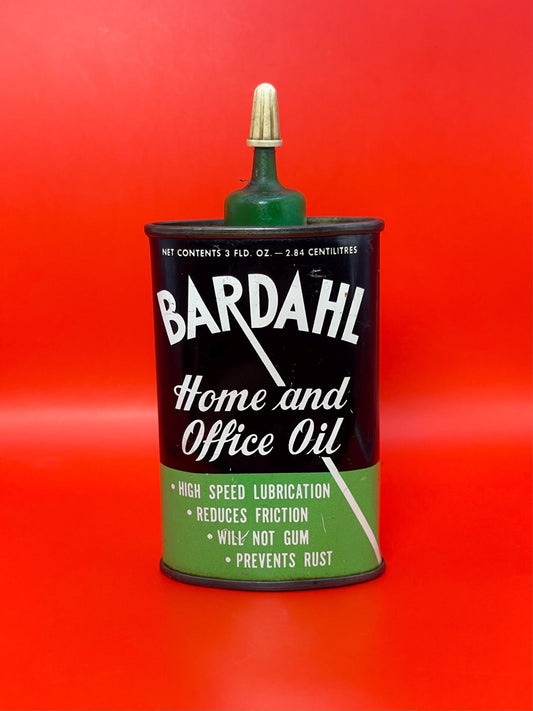 NET CONTENTS 3 FLD. OZ. — 2.84 CENTILITRES
BARDAHL
Home and
Office Oil
• HIGH SPEED LUBRICATION
• REDUCES FRICTION
• WILL NOT GUM
• PREVENTS RUST